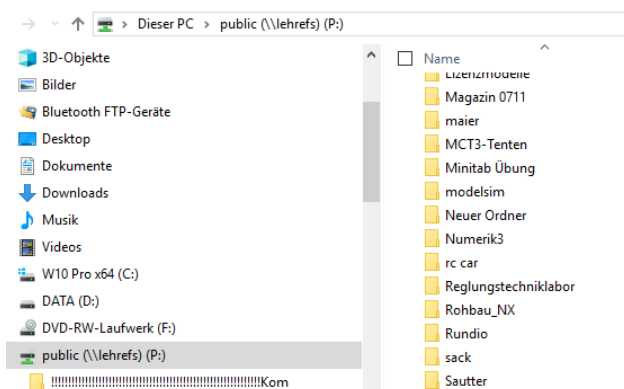 Dieser PC > public (\\lehrefs) (P:)
3D-Objekte
Bilder
Bluetooth FTP-Geräte
Desktop
Dokumente
Downloads
Musik
Videos
W10 Pro x64 (C:)
DATA (D:)
DVD-RW-Laufwerk (F:)
public (\\lehrefs) (P:)
!!!!!!!!!!!!!!!!!!!!!!!!!!!!!!!!!!!!!!!!!!!!!!!!!!!!!!!!!!!!!Kom
Name
Lizenzmodelle
Magazin 0711
maier
MCT3-Tenten
Minitab Übung
modelsim
Neuer Ordner
Numerik3
rc car
Reglungstechniklabor
Rohbau_NX
Rundio
sack
Sautter